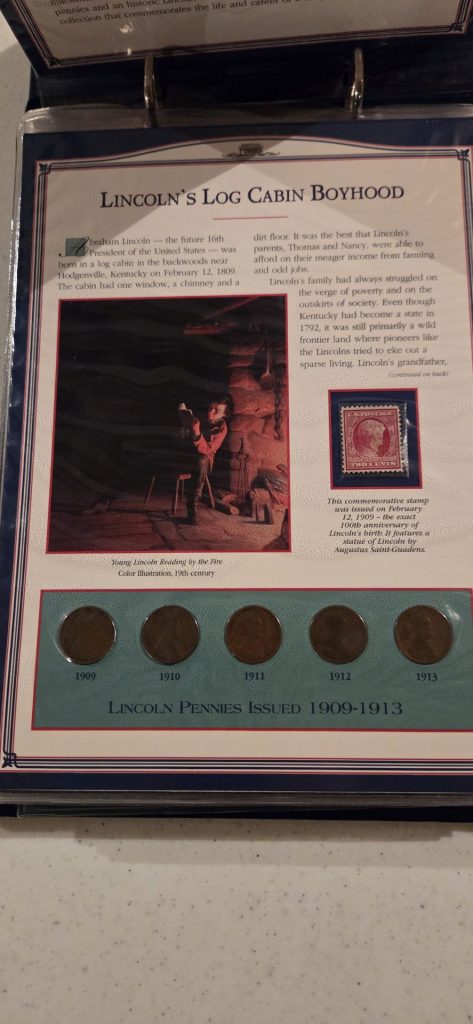 pennies and an historic Lincoln
collection that commemorates the life and career of
LINCOLN'S LOG CABIN BOYHOOD
Abraham Lincoln — the future 16th
President of the United States — was
born in a log cabin in the backwoods near
Hodgenville, Kentucky on February 12, 1809.
The cabin had one window, a chimney and a
dirt floor. It was the best that Lincoln's
parents, Thomas and Nancy, were able to
afford on their meager income from farming
and odd jobs.
Lincoln's family had always struggled on
the verge of poverty and on the
outskirts of society. Even though
Kentucky had become a state in
1792, it was still primarily a wild
frontier land where pioneers like
the Lincolns tried to eke out a
sparse living. Lincoln's grandfather,
(continued on back)
U.S. POSTAGE
TWO CENTS
This commemorative stamp
was issued on February
12, 1909 – the exact
100th anniversary of
Lincoln's birth. It features a
statue of Lincoln by
Augustus Saint-Guadens.
Young Lincoln Reading by the Fire
Color Illustration, 19th century
1909 1910 1911 1912 1913
LINCOLN PENNIES ISSUED 1909-1913